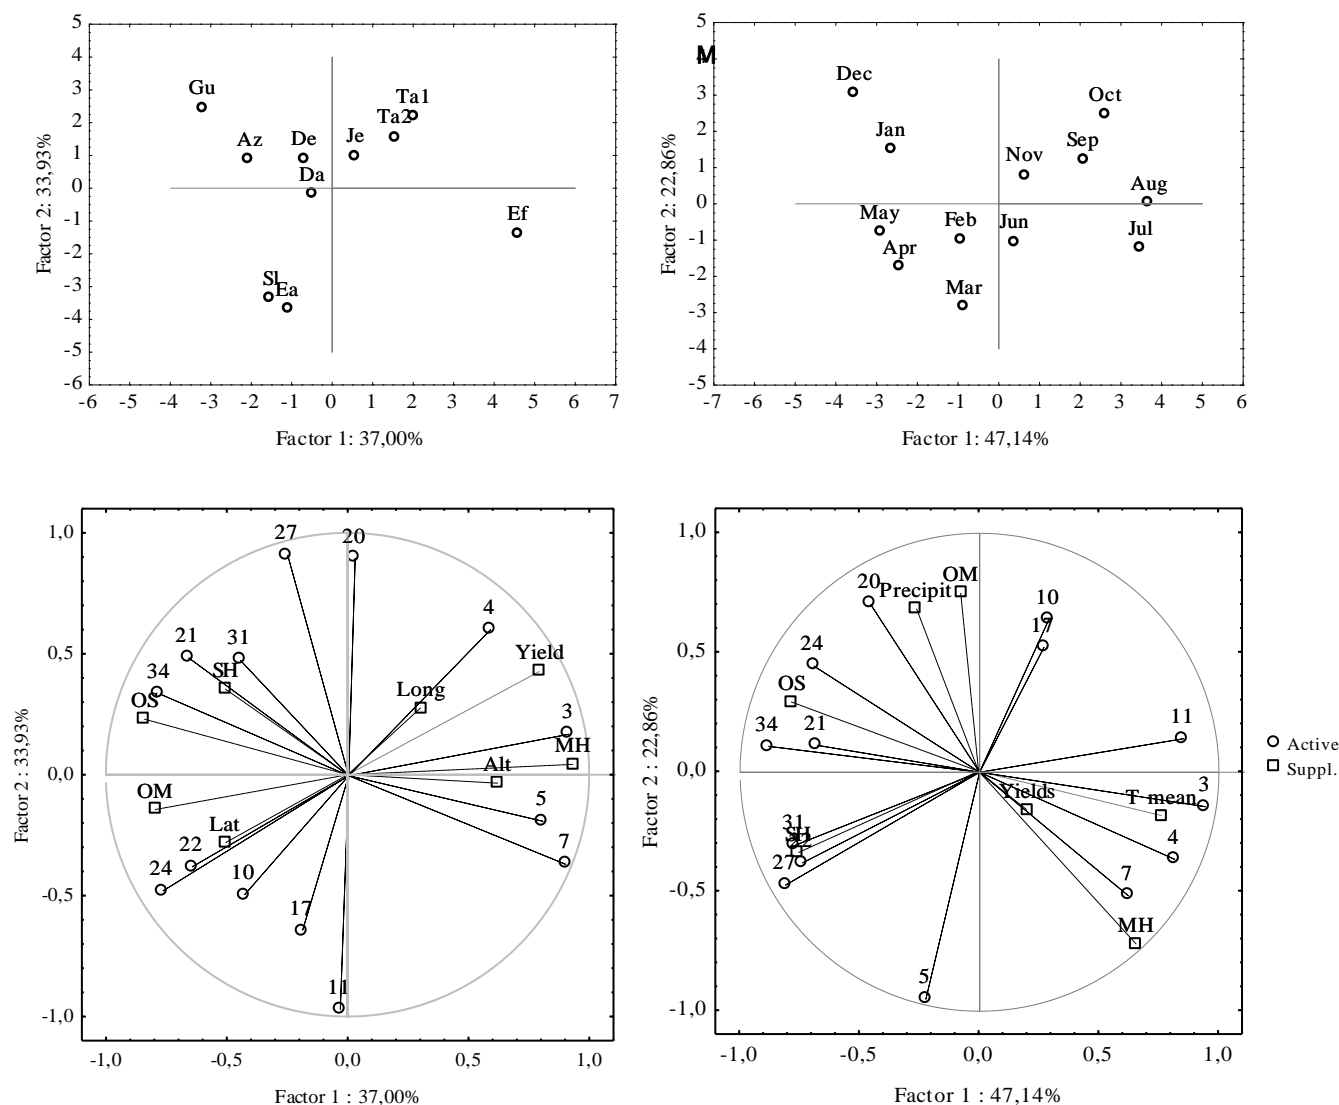 5
4
3
2
1
0
-1
-2
-3
-4
-5
-6
Factor 2: 33,93%
Gu
Az
De
Da
Je
Ta1
Ta2
Ef
Sl
Ea
-6 -5 -4 -3 -2 -1 0 1 2 3 4 5 6 7
Factor 1: 37,00%
M
5
4
3
2
1
0
-1
-2
-3
-4
-5
Factor 2: 22,86%
Dec
Jan
Oct
Sep
Nov
Aug
May
Feb
Jun
Jul
Apr
Mar
-7 -6 -5 -4 -3 -2 -1 0 1 2 3 4 5 6
Factor 1: 47,14%
1,0
0,5
0,0
-0,5
-1,0
Factor 2 : 33,93%
27
20
4
21
31
Yield
34
SH
OS
Long
3
MH
Alt
OM
5
Lat
7
22
24
10
17
11
-1,0 -0,5 0,0 0,5 1,0
Factor 1 : 37,00%
1,0
0,5
0,0
-0,5
-1,0
Factor 2 : 22,86%
20
Precipit
OM
10
17
24
OS
34
21
11
3
Yields
T mean
31
SH
22
27
4
7
MH
5
-1,0 -0,5 0,0 0,5 1,0
Factor 1 : 47,14%
Active
Suppl.